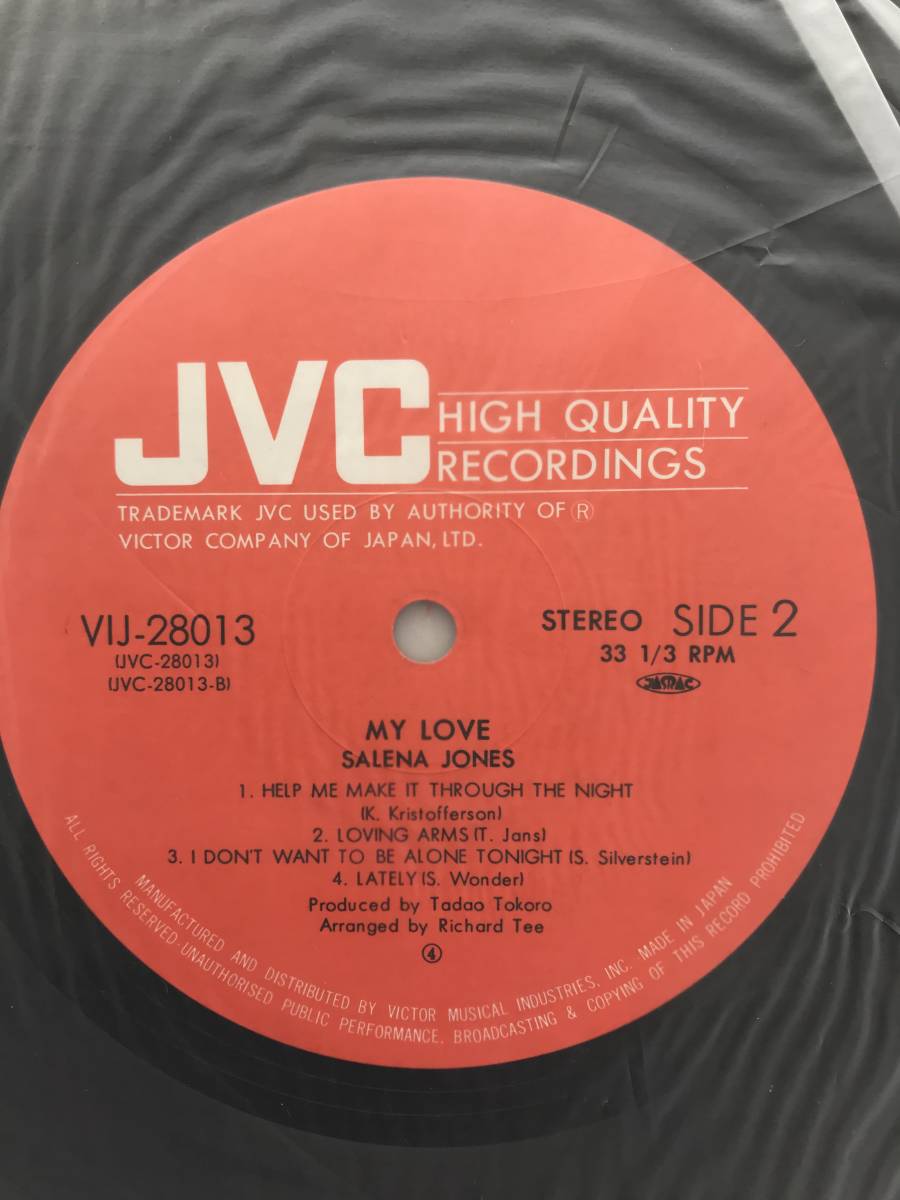 JVC HIGH QUALITY
RECORDINGS
TRADEMARK JVC USED BY AUTHORITY OF ®
VICTOR COMPANY OF JAPAN, LTD.
VIJ-28013
(JVC-28013)
(JVC-28013-B)
STEREO SIDE 2
33 1/3 RPM
JASRAC
MY LOVE
SALENA JONES
1. HELP ME MAKE IT THROUGH THE NIGHT
(K. Kristofferson)
2. LOVING ARMS (T. Jans)
3. I DON'T WANT TO BE ALONE TONIGHT (S. Silverstein)
4. LATELY (S. Wonder)
Produced by Tadao Tokoro
Arranged by Richard Tee
④
MANUFACTURED AND DISTRIBUTED BY VICTOR MUSICAL INDUSTRIES, INC. MADE IN JAPAN
ALL RIGHTS RESERVED·UNAUTHORISED PUBLIC PERFORMANCE, BROADCASTING & COPYING OF THIS RECORD PROHIBITED